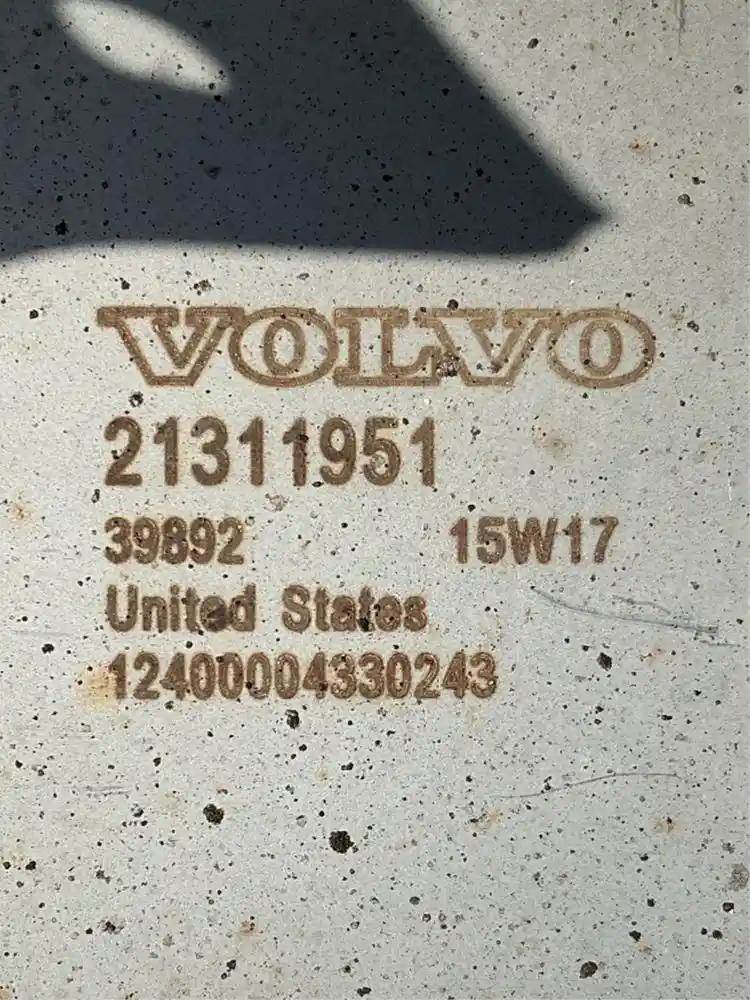 VOLVO
21311951
39892 15W17
United States
12400004330243